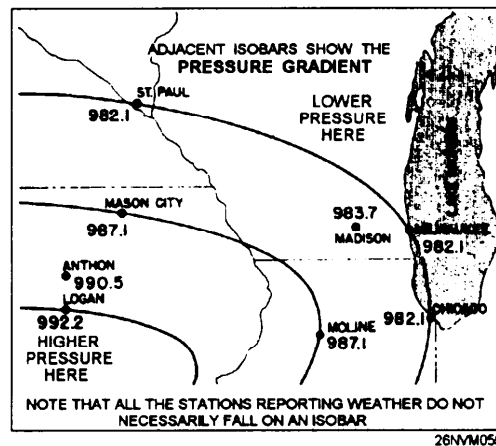 ADJACENT ISOBARS SHOW THE
PRESSURE GRADIENT
ST. PAUL
982.1
LOWER
PRESSURE
HERE
LAKE MICHIGAN
MASON CITY
987.1
983.7
MADISON
MILWAUKEE
982.1
ANTHON
990.5
LOGAN
992.2
HIGHER
PRESSURE
HERE
MOLINE
987.1
982.1
CHICAGO
NOTE THAT ALL THE STATIONS REPORTING WEATHER DO NOT
NECESSARILY FALL ON AN ISOBAR